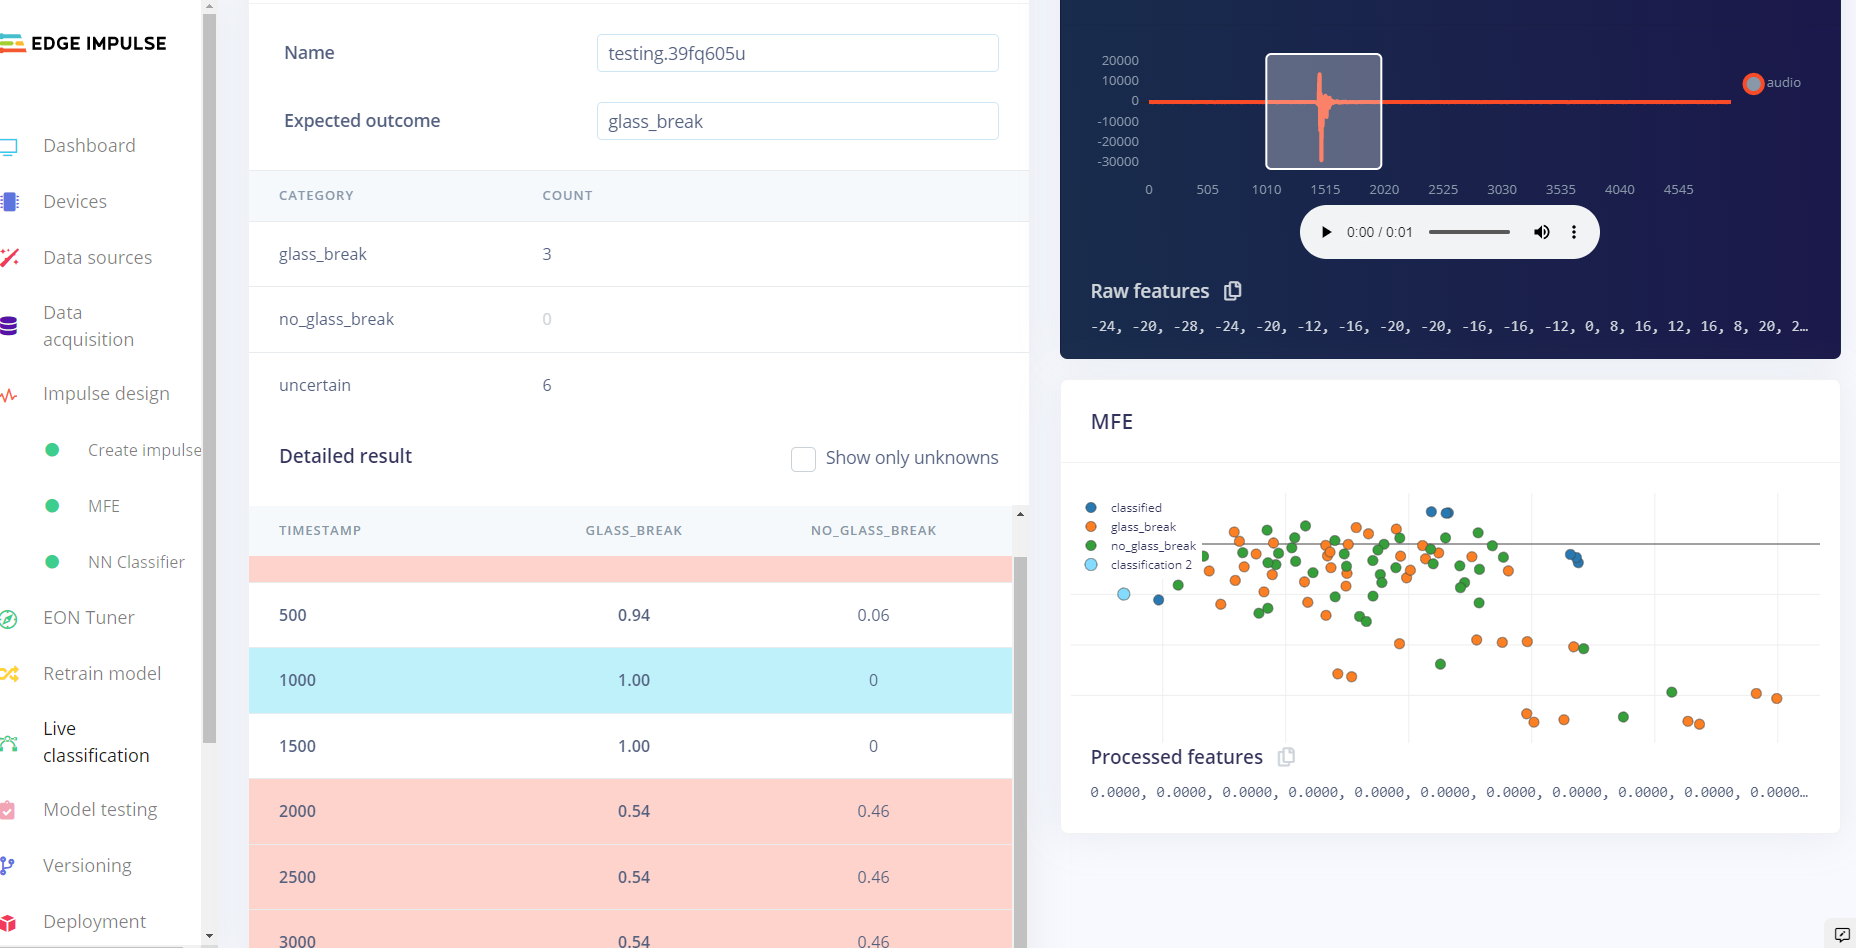 EDGE IMPULSE
Dashboard
Devices
Data sources
Data
acquisition
Impulse design
Create impulse
MFE
NN Classifier
EON Tuner
Retrain model
Live
classification
Model testing
Versioning
Deployment
Name
testing.39fq605u
Expected outcome
glass_break
CATEGORY COUNT
glass_break 3
no_glass_break 0
uncertain 6
Detailed result
Show only unknowns
TIMESTAMP GLASS_BREAK NO_GLASS_BREAK
500 0.94 0.06
1000 1.00 0
1500 1.00 0
2000 0.54 0.46
2500 0.54 0.46
3000 0.54 0.46
20000
10000
0
-10000
-20000
-30000
0 505 1010 1515 2020 2525 3030 3535 4040 4545
audio
0:00 / 0:01
Raw features
-24, -20, -28, -24, -20, -12, -16, -20, -20, -16, -16, -12, 0, 8, 16, 12, 16, 8, 20, 2…
MFE
classified
glass_break
no_glass_break
classification 2
Processed features
0.0000, 0.0000, 0.0000, 0.0000, 0.0000, 0.0000, 0.0000, 0.0000, 0.0000, 0.0000, 0.0000…